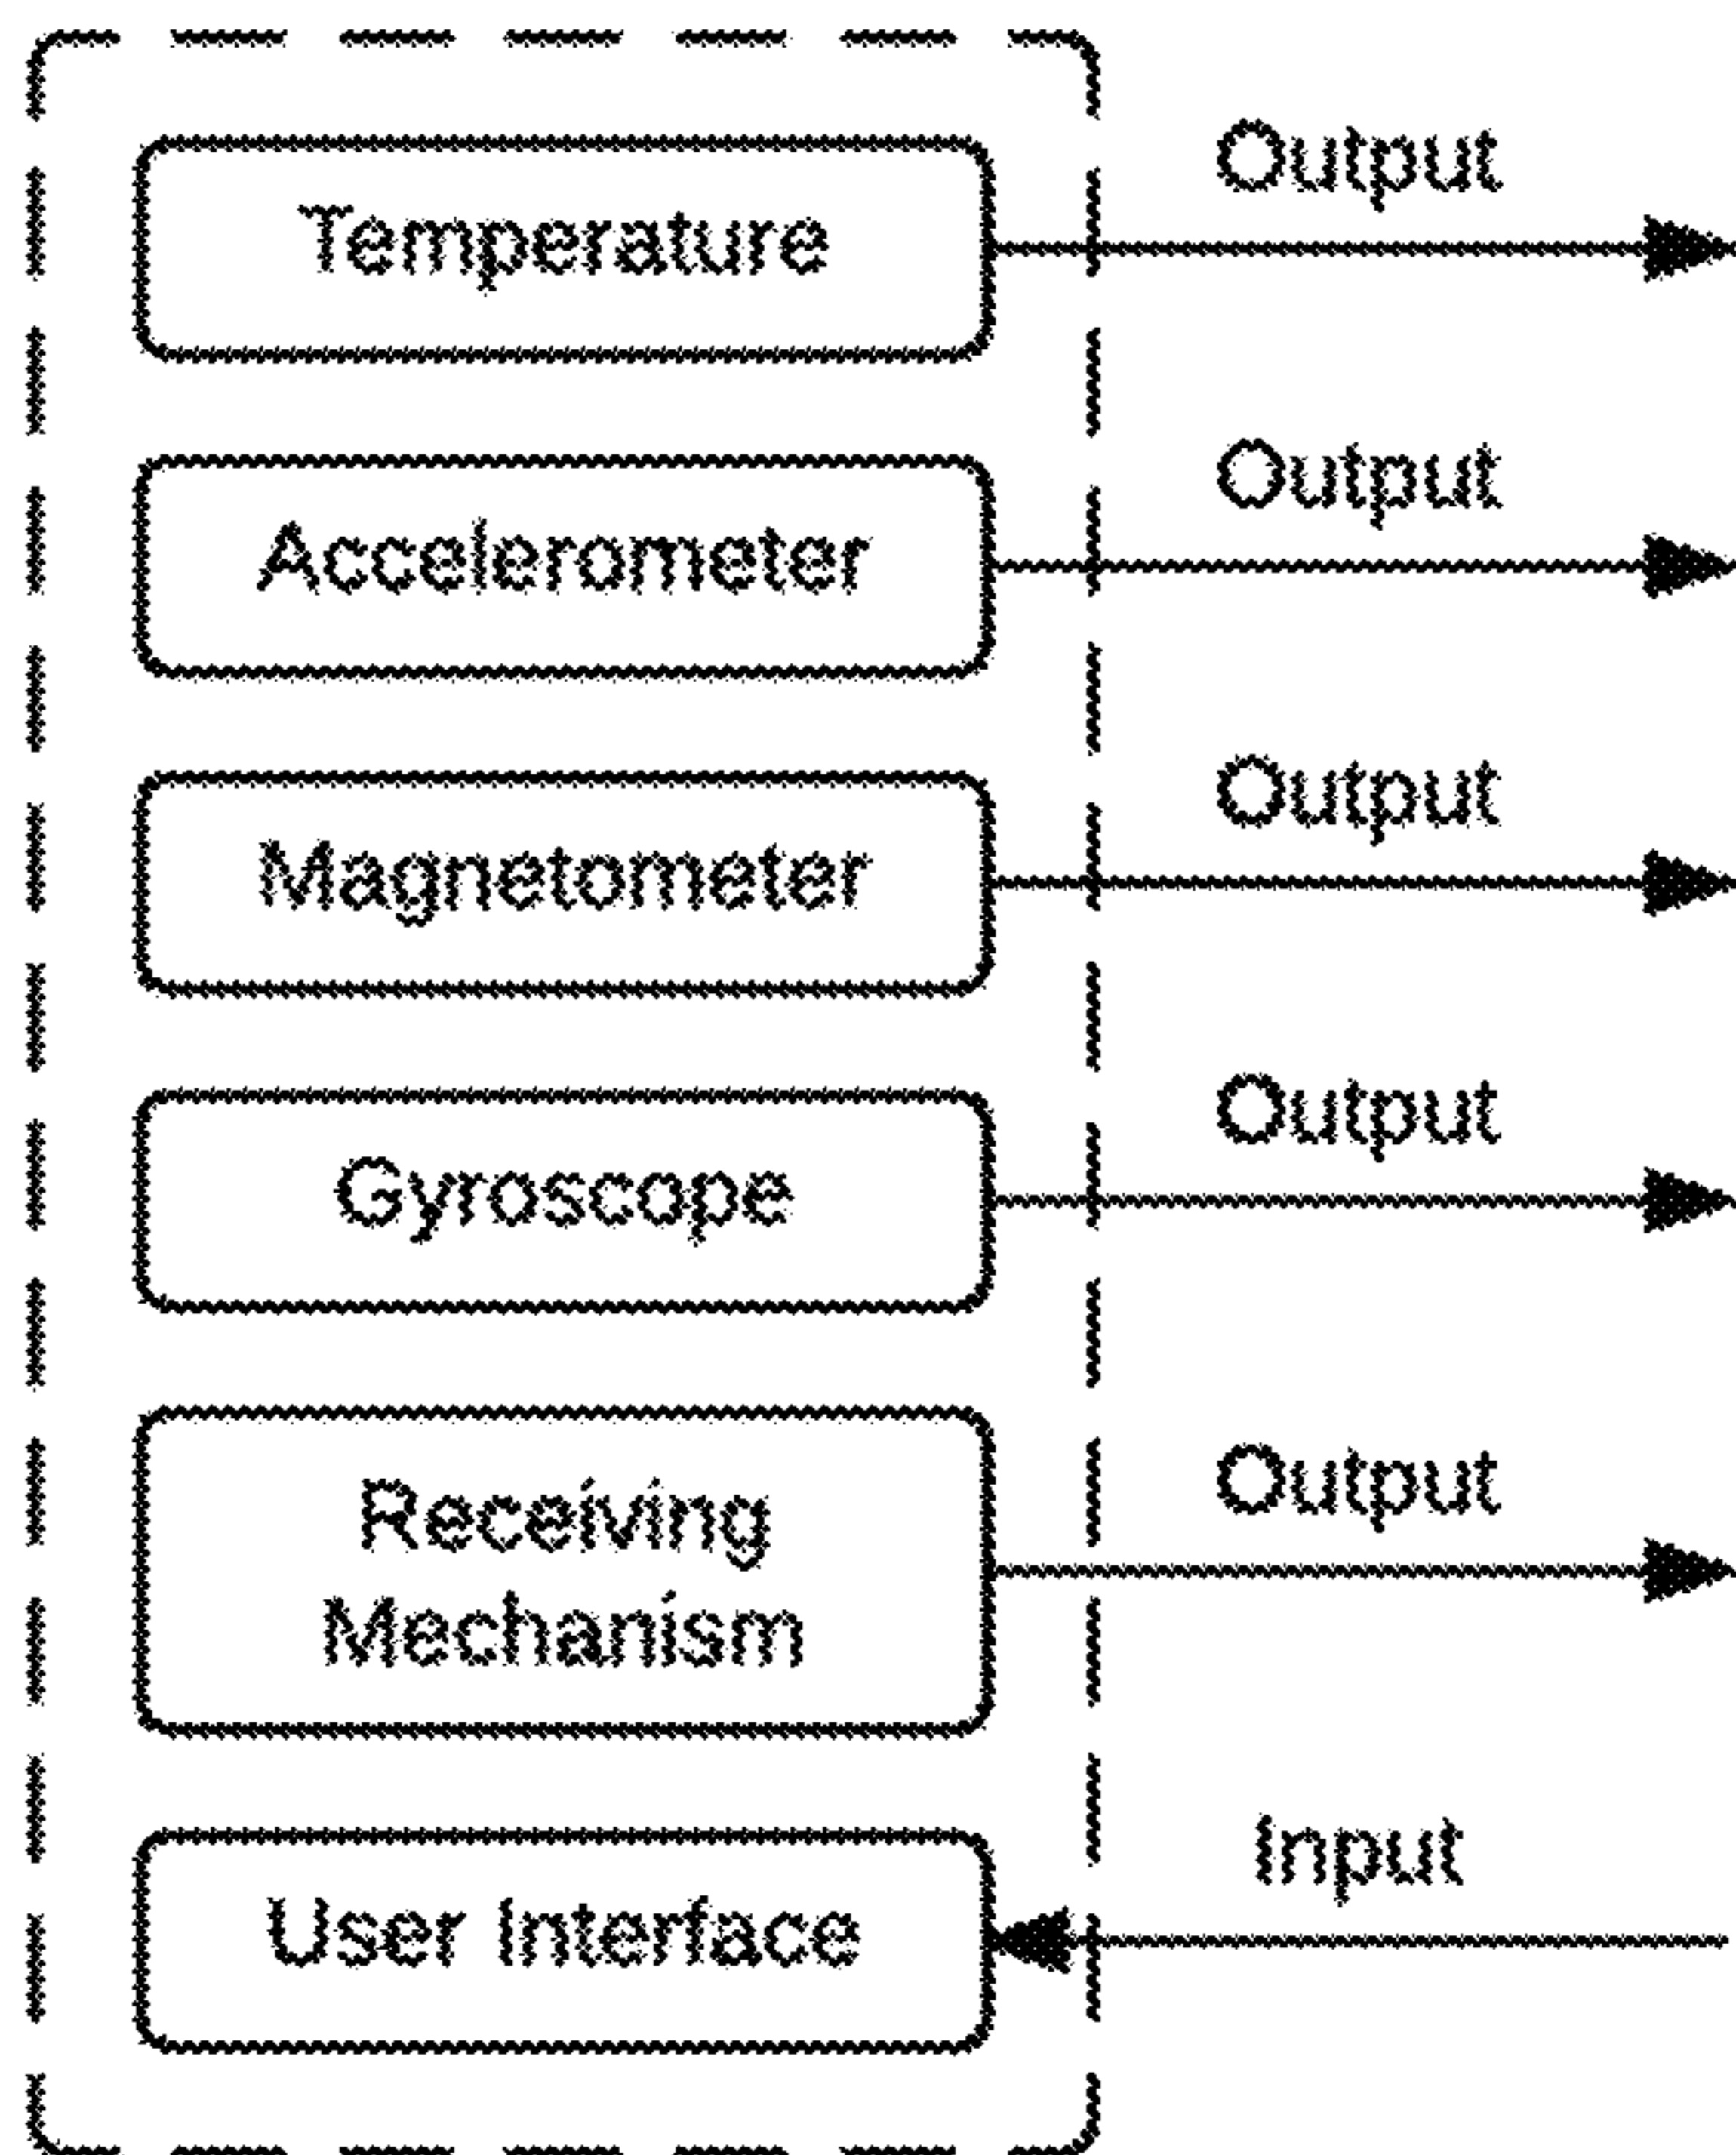 Temperature
Output
Accelerometer
Output
Magnetometer
Output
Gyroscope
Output
Receiving
Mechanism
Output
User Interface
Input